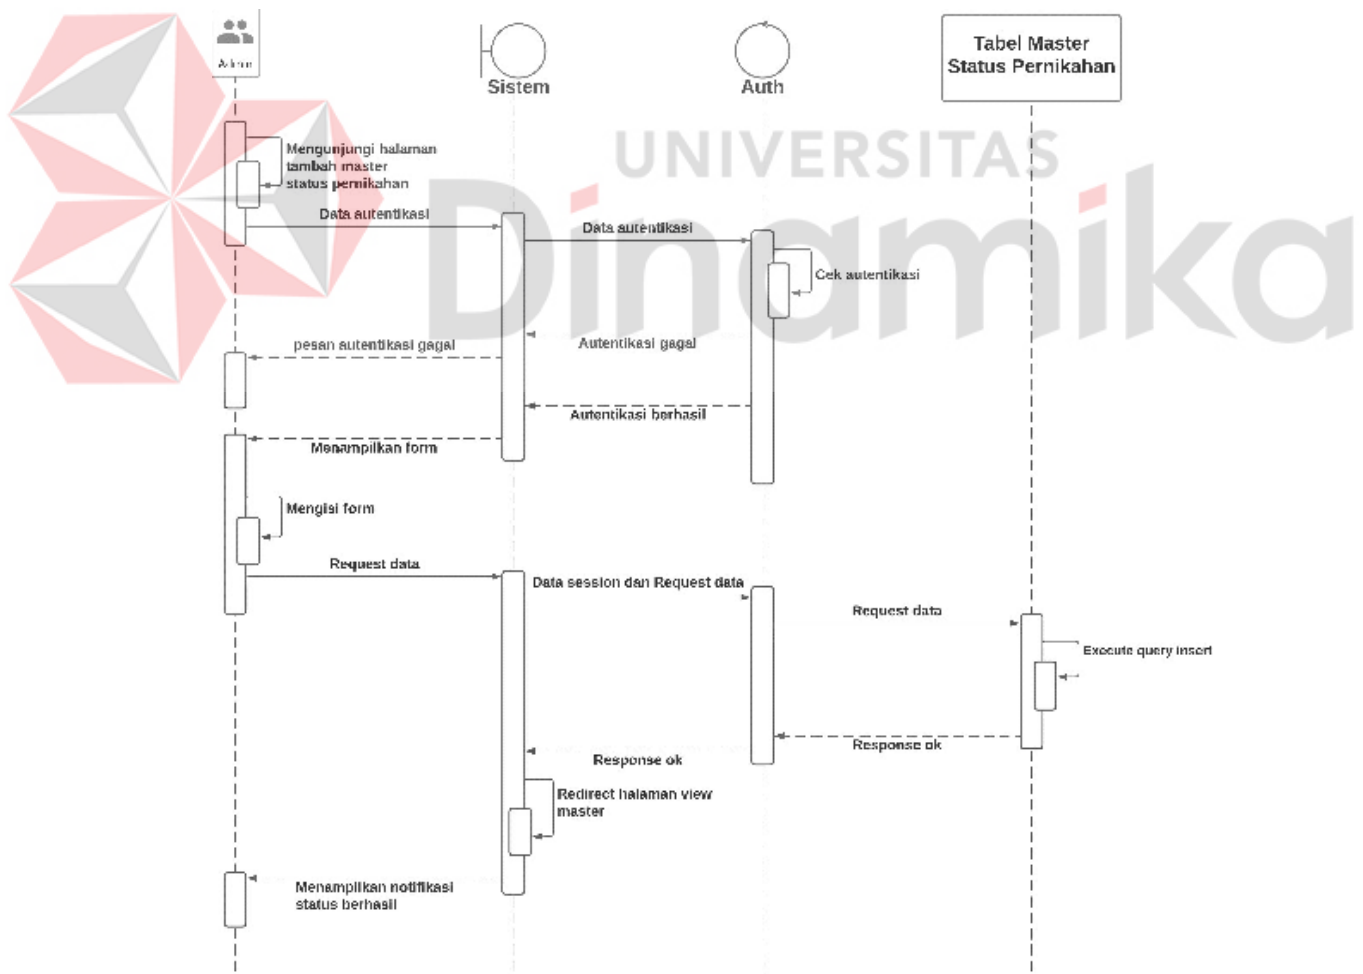 Admin
Sistem
Auth
Tabel Master
Status Pernikahan
UNIVERSITAS
Dinamika
Mengunjungi halaman
tambah master
status pernikahan
Data autentikasi
Data autentikasi
Cek autentikasi
pesan autentikasi gagal
Autentikasi gagal
Autentikasi berhasil
Menampilkan form
Mengisi form
Request data
Data session dan Request data
Request data
Execute query insert
Response ok
Response ok
Redirect halaman view
master
Menampilkan notifikasi
status berhasil